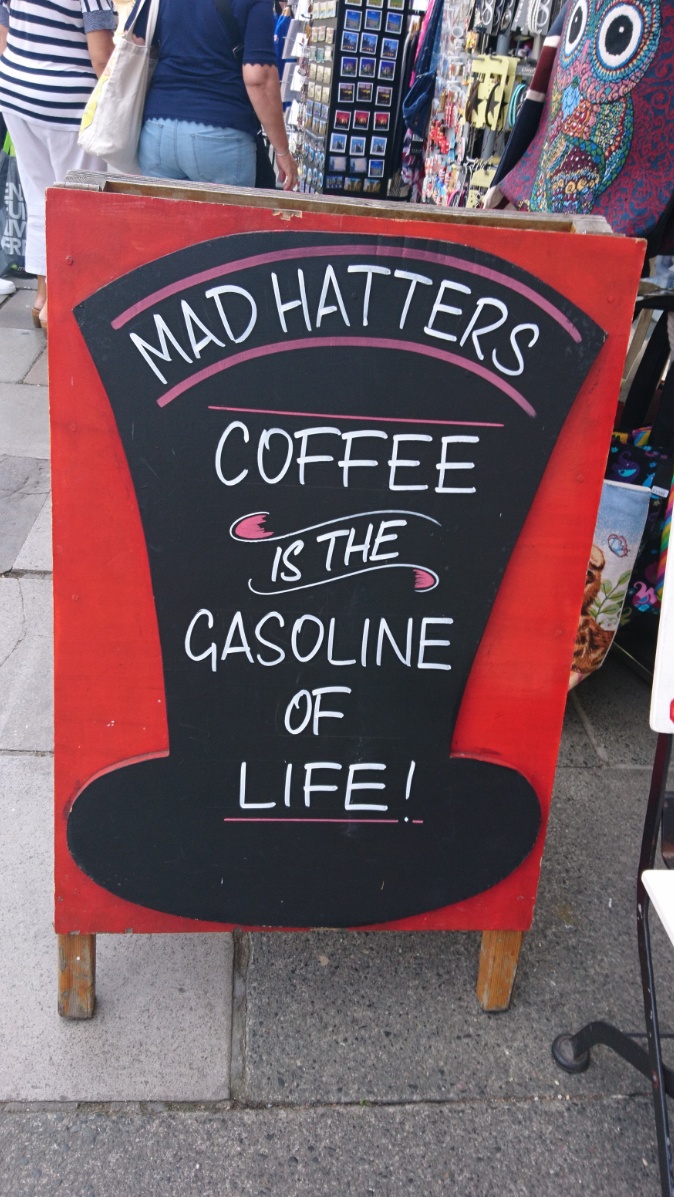 MAD HATTERS
COFFEE
IS THE
GASOLINE
OF
LIFE!